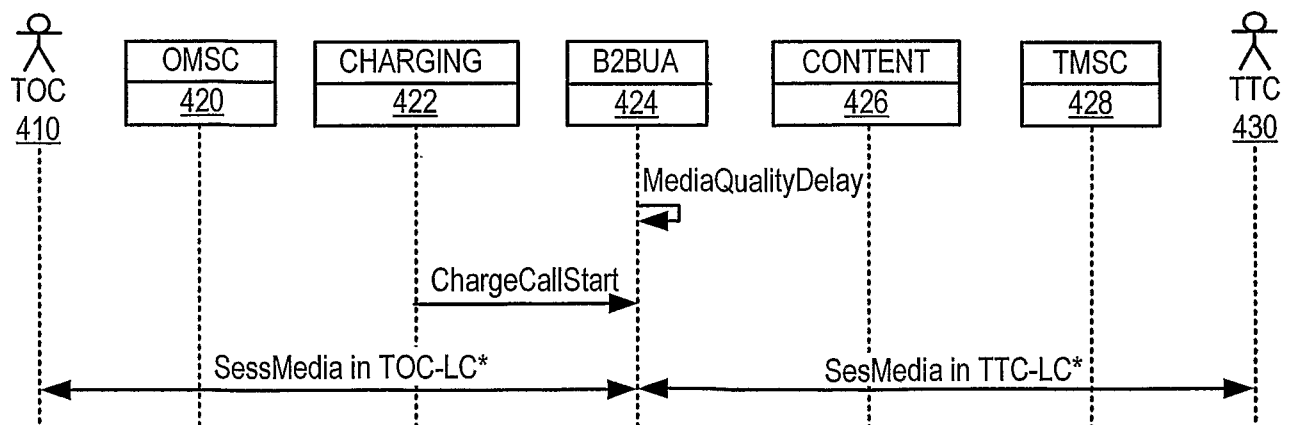 TOC
410
OMSC
420
CHARGING
422
B2BUA
424
CONTENT
426
TMSC
428
TTC
430
MediaQualityDelay
ChargeCallStart
SessMedia in TOC-LC*
SesMedia in TTC-LC*